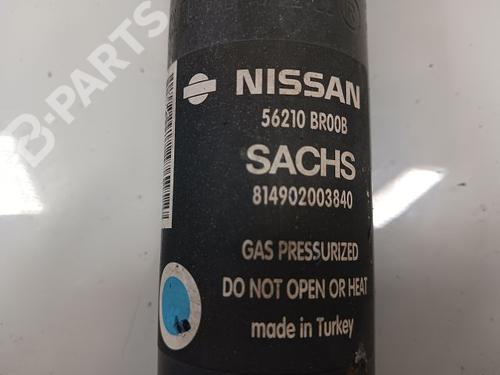 B-PARTS
NISSAN
56210 BR00B
SACHS
814902003840
GAS PRESSURIZED
DO NOT OPEN OR HEAT
made in Turkey